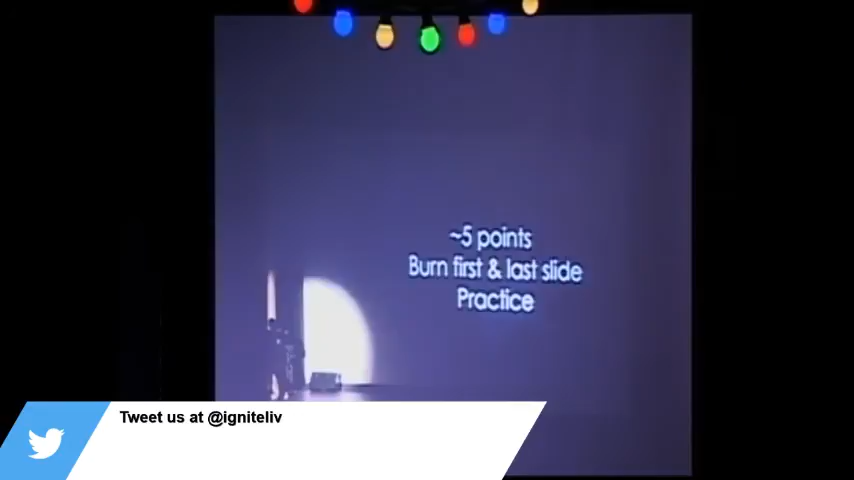 ~5 points
Burn first & last slide
Practice
Tweet us at @igniteliv